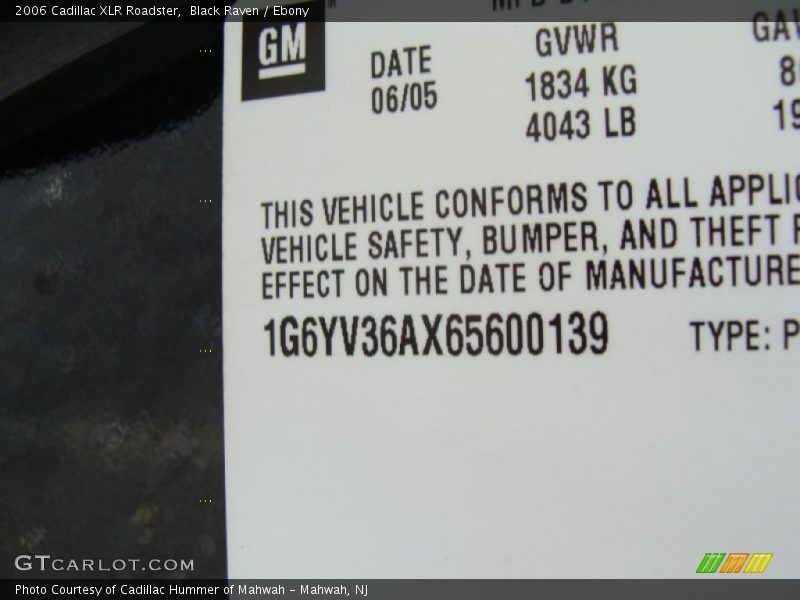 2006 Cadillac XLR Roadster, Black Raven / Ebony
GM
DATE
06/05
GVWR
1834 KG
4043 LB
THIS VEHICLE CONFORMS TO ALL
VEHICLE SAFETY, BUMPER, AND THEFT
EFFECT ON THE DATE OF MANUFACTURE
1G6YV36AX65600139 TYPE: P
GTCARLOT.COM
Photo Courtesy of Cadillac Hummer of Mahwah - Mahwah, NJ